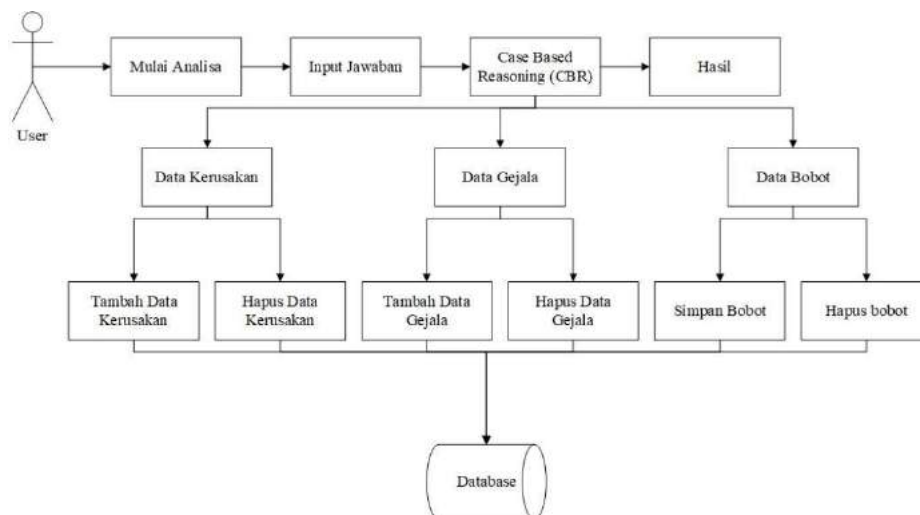 Mulai Analisa
Input Jawaban
Case Based
Reasoning (CBR)
Hasil
User
Data Kerusakan
Data Gejala
Data Bobot
Tambah Data
Kerusakan
Hapus Data
Kerusakan
Tambah Data
Gejala
Hapus Data
Gejala
Simpan Bobot
Hapus bobot
Database